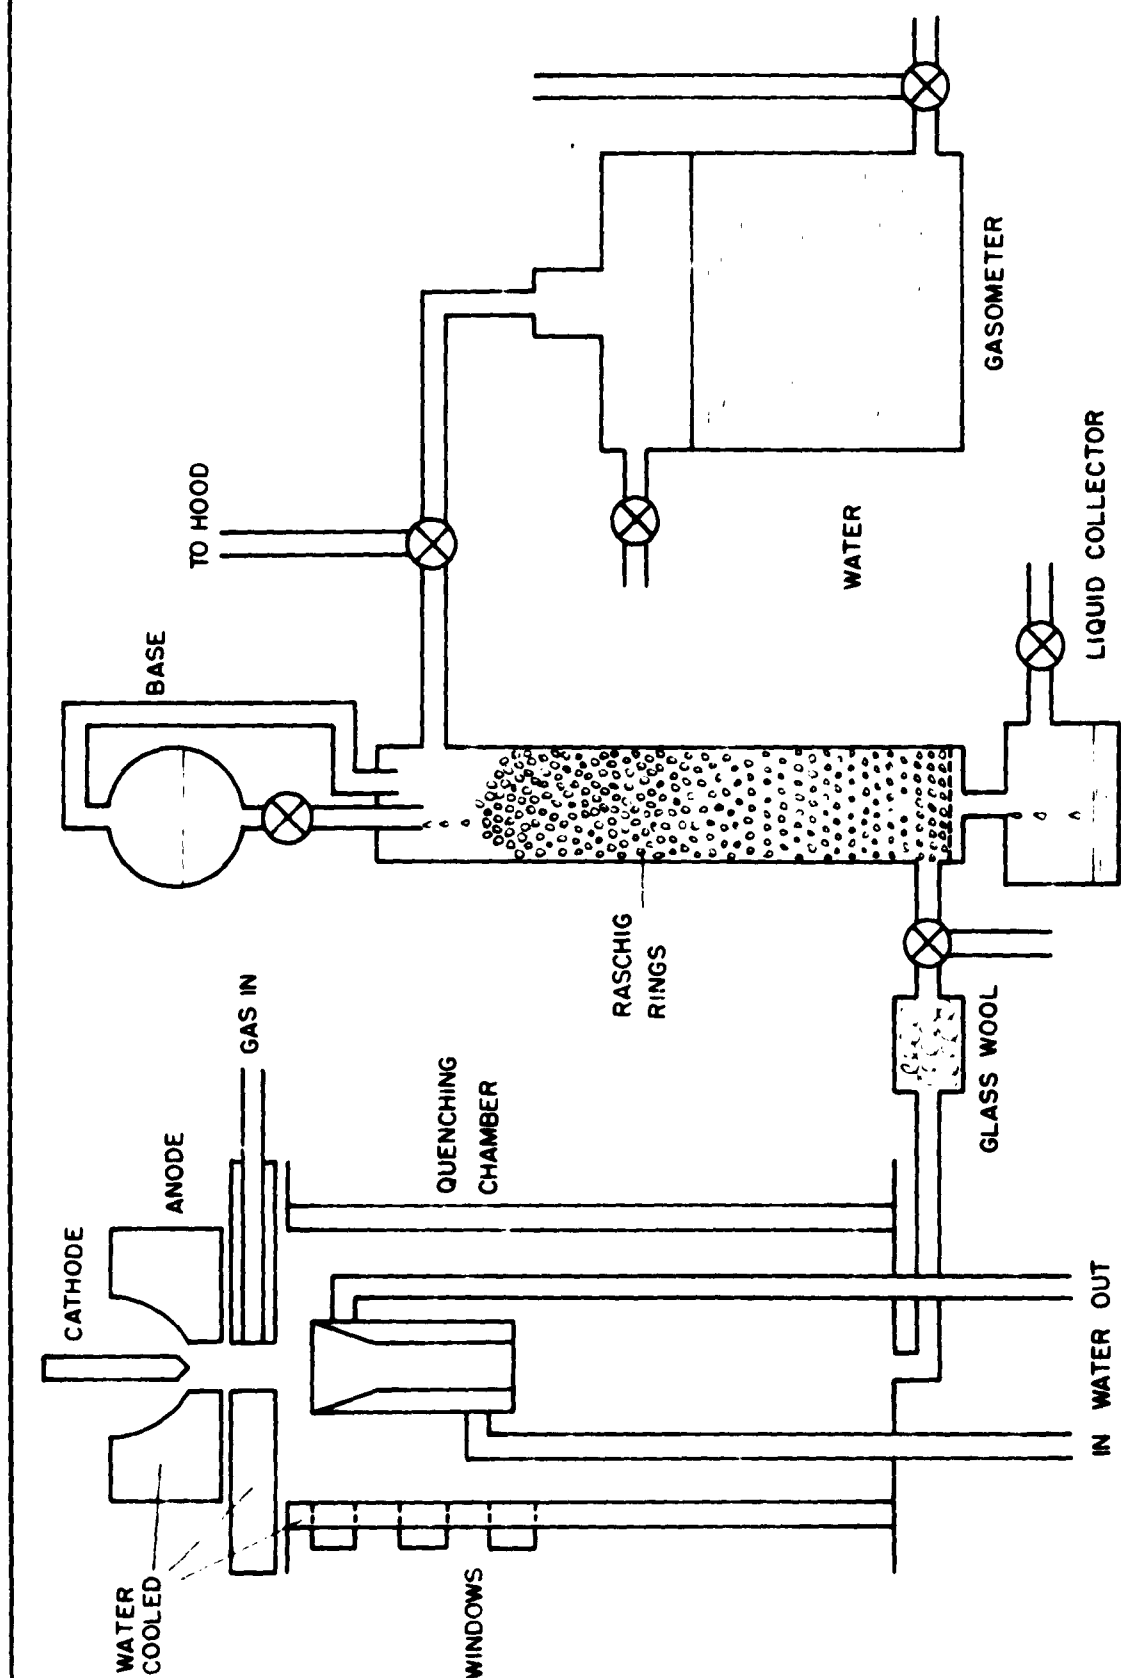 WATER
COOLED
CATHODE
ANODE
GAS IN
WINDOWS
QUENCHING
CHAMBER
IN WATER OUT
GLASS WOOL
RASCHIG
RINGS
BASE
TO HOOD
WATER
LIQUID COLLECTOR
GASOMETER